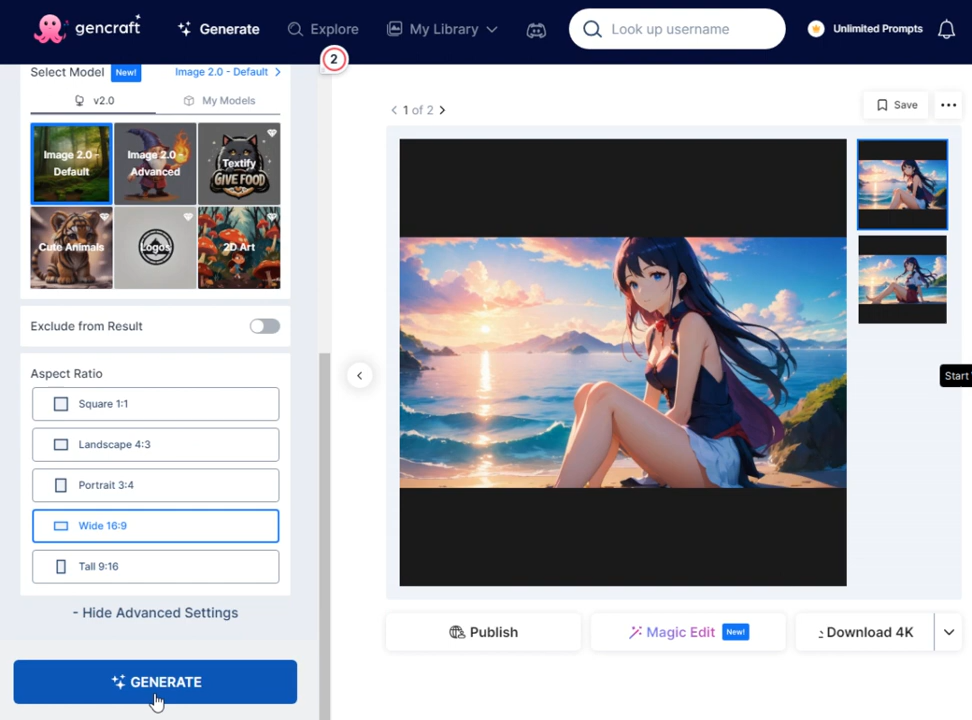 gencraft
Generate
Explore
My Library
Look up username
Unlimited Prompts
2
Select Model New! Image 2.0 - Default >
v2.0 My Models
Image 2.0 - Default
Image 2.0 - Advanced
Textify
GIVE FOOD
Cute Animals
Logos
2D Art
Exclude from Result
Aspect Ratio
Square 1:1
Landscape 4:3
Portrait 3:4
Wide 16:9
Tall 9:16
- Hide Advanced Settings
GENERATE
< 1 of 2 >
Save
Start
Publish
Magic Edit New!
Download 4K